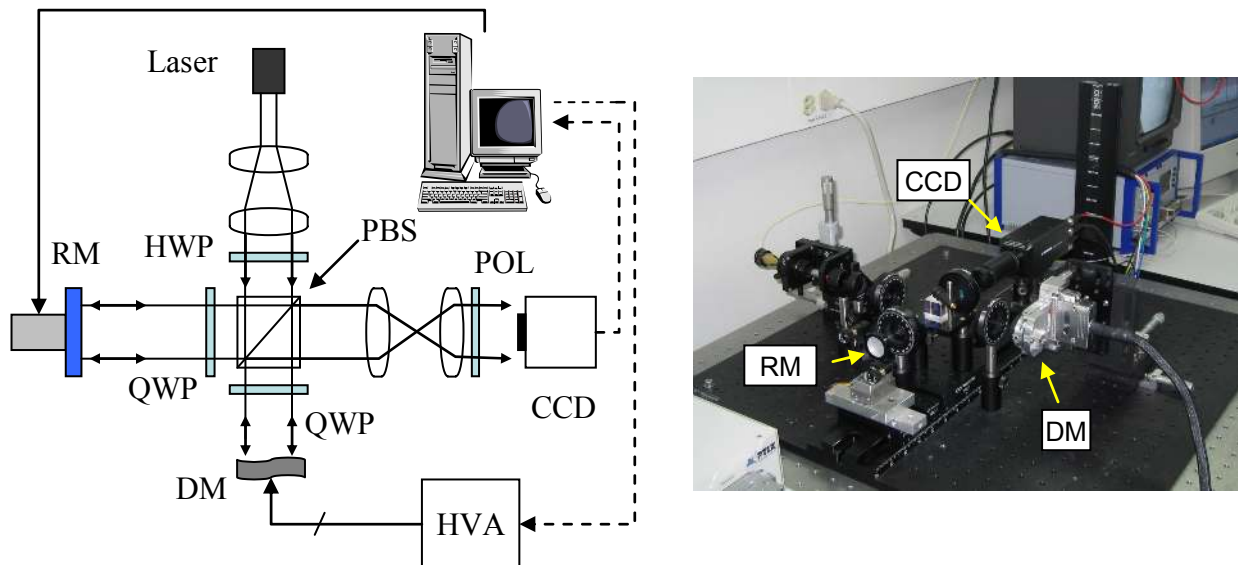 Laser
HWP
PBS
RM
POL
QWP
QWP
CCD
DM
HVA
CCD
RM
DM